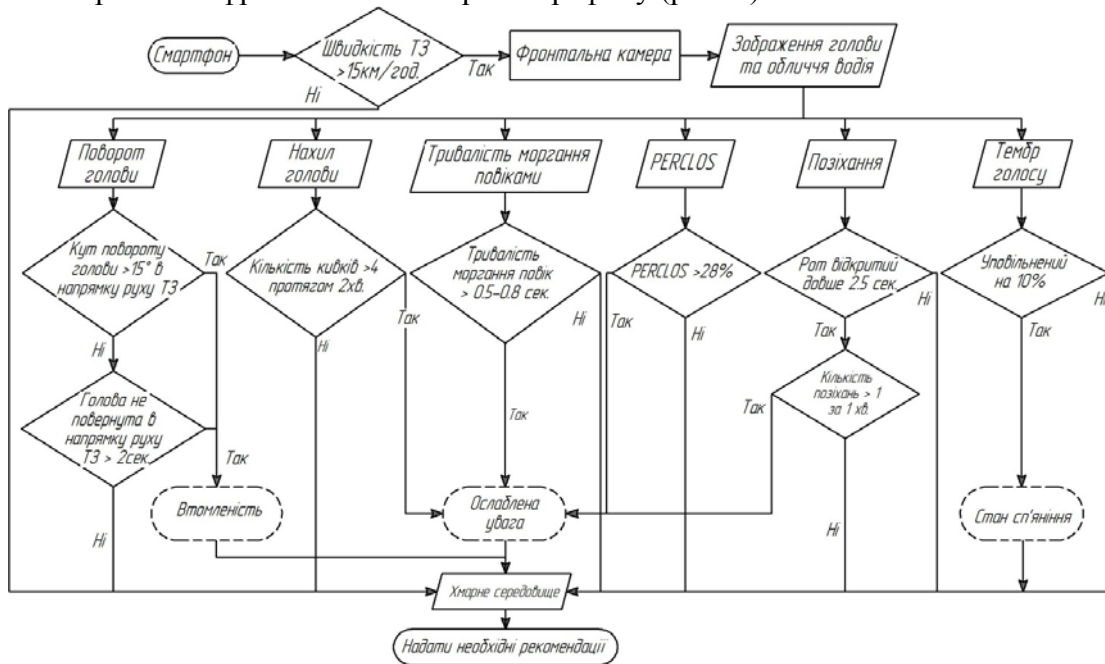 Смартфон
Швидкість ТЗ
>15км/год.
Так
Ні
Фронтальна камера
Зображення голови
та обличчя водія
Поворот
голови
Нахил
голови
Тривалість моргання
повіками
PERCLOS
Позіхання
Тембр
голосу
Кут повороту
голови >15° в
напрямку руху ТЗ
Так
Ні
Кількість кивків >4
протягом 2хв.
Так
Ні
Тривалість
моргання повік
> 0.5–0.8 сек.
Ні
Так
PERCLOS >28%
Так
Ні
Рот відкритий
довше 2.5 сек.
Ні
Так
Уповільнений
на 10%
Ні
Так
Голова не
повернута в
напрямку руху
ТЗ > 2сек.
Так
Ні
Кількість
позіхань > 1
за 1 хв.
Так
Ні
Втомленість
Ослаблена
увага
Стан сп'яніння
Хмарне середовище
Надати необхідні рекомендації